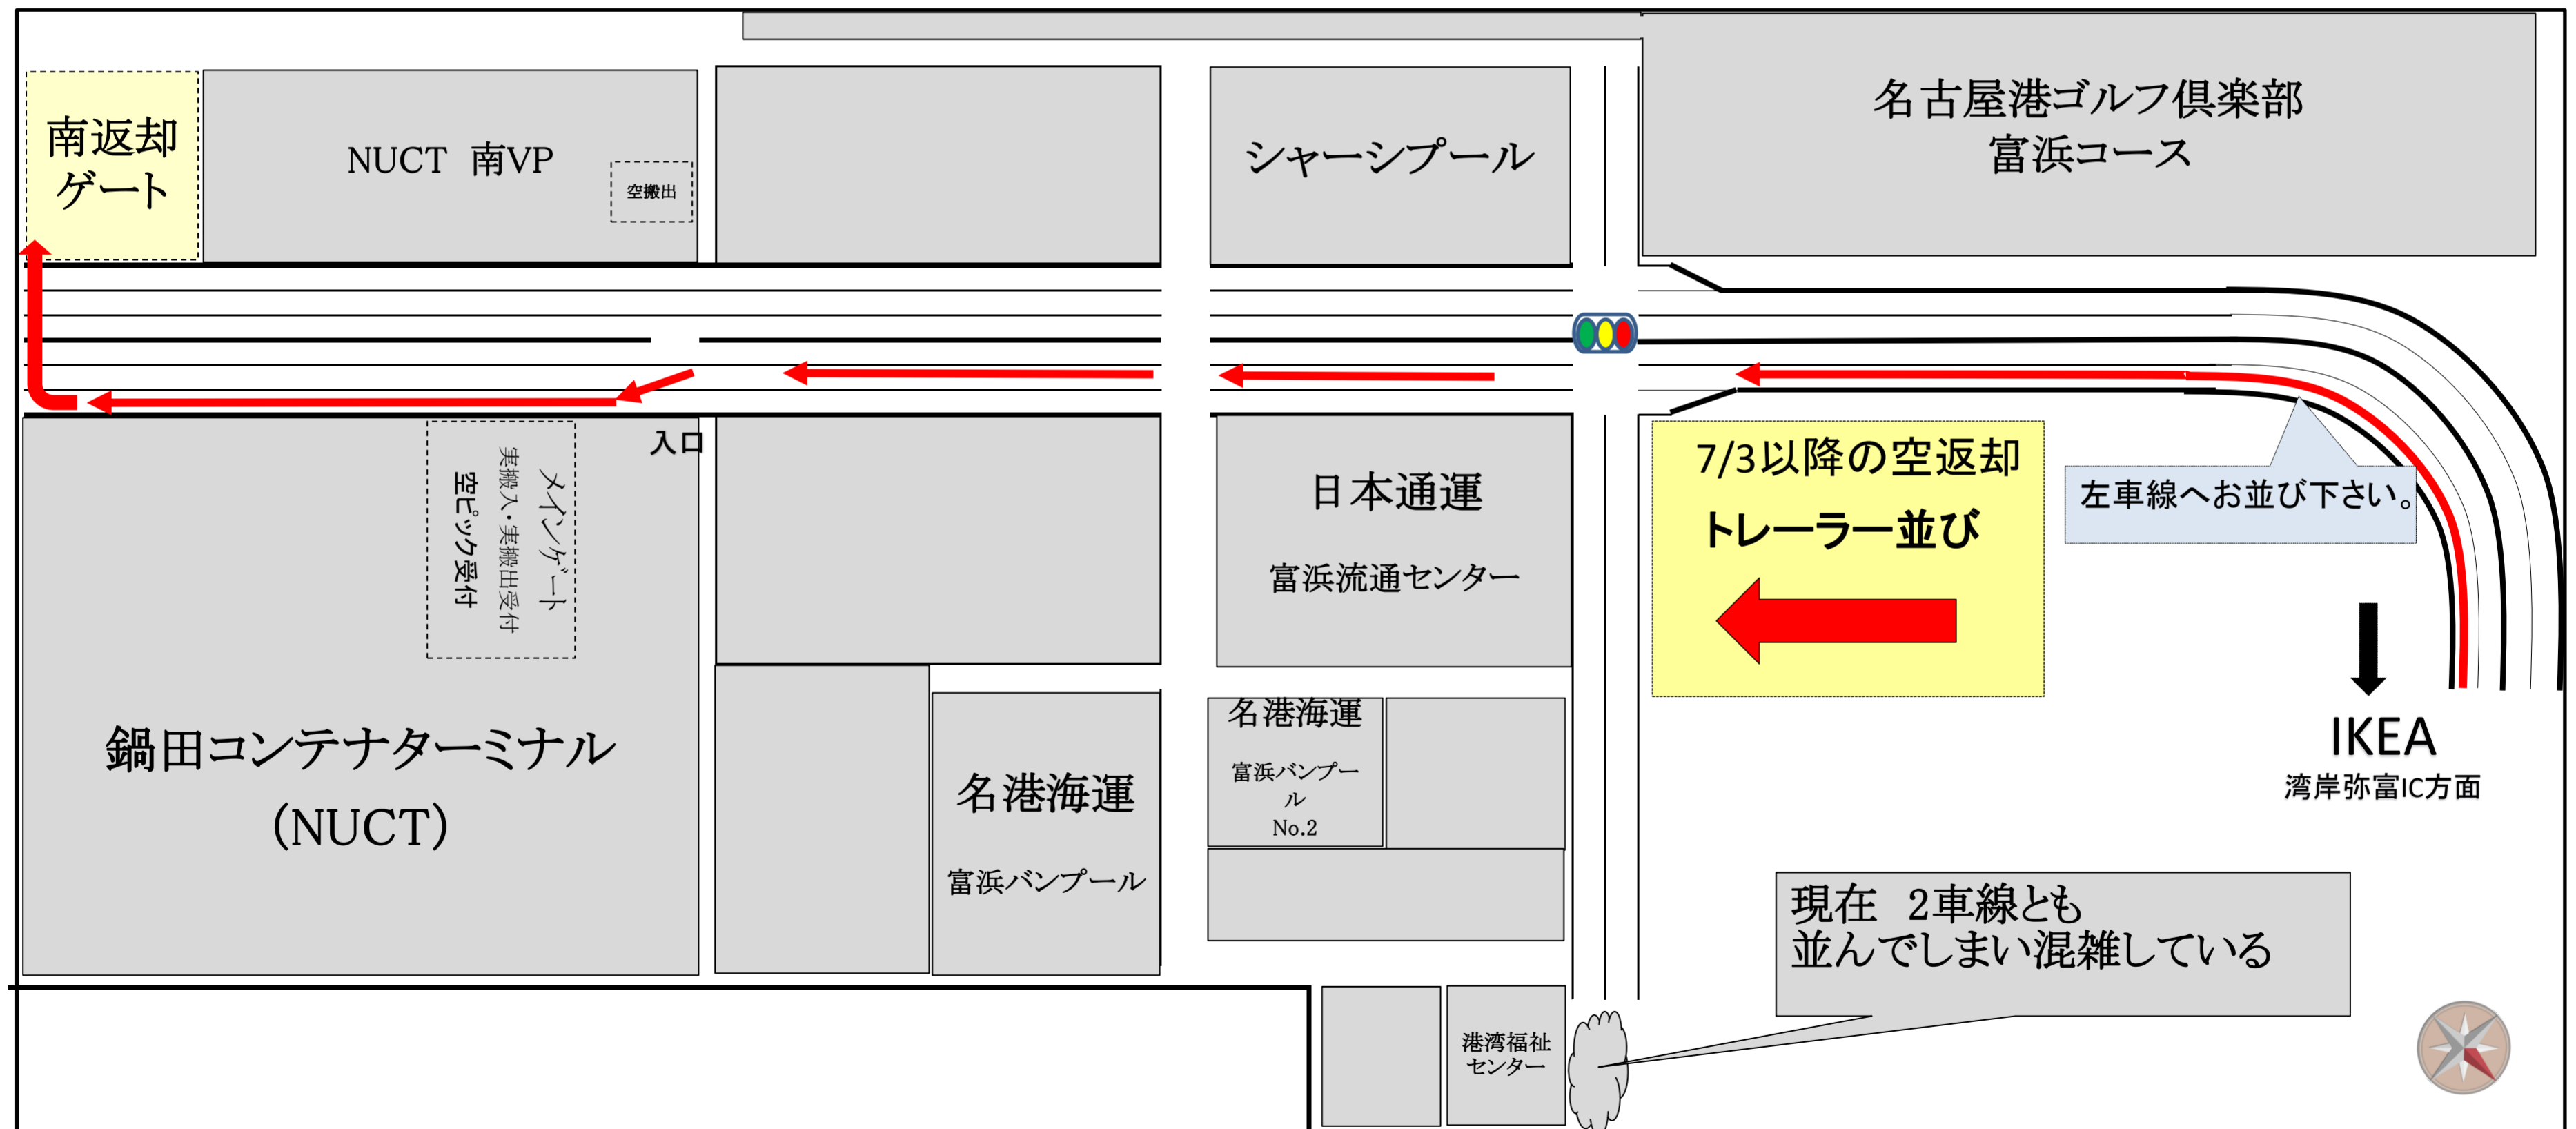 名古屋港ゴルフ倶楽部
富浜コース
南返却
ゲート
NUCT 南VP
空搬出
シャーシプール
入口
メインゲート
実搬入・実搬出受付
空ピック受付
日本通運
富浜流通センター
7/3以降の空返却
トレーラー並び
左車線へお並び下さい。
鍋田コンテナターミナル
(NUCT)
名港海運
富浜バンプール
名港海運
富浜バンプー
ル
No.2
IKEA
湾岸弥富IC方面
現在 2車線とも
並んでしまい混雑している
港湾福祉
センター